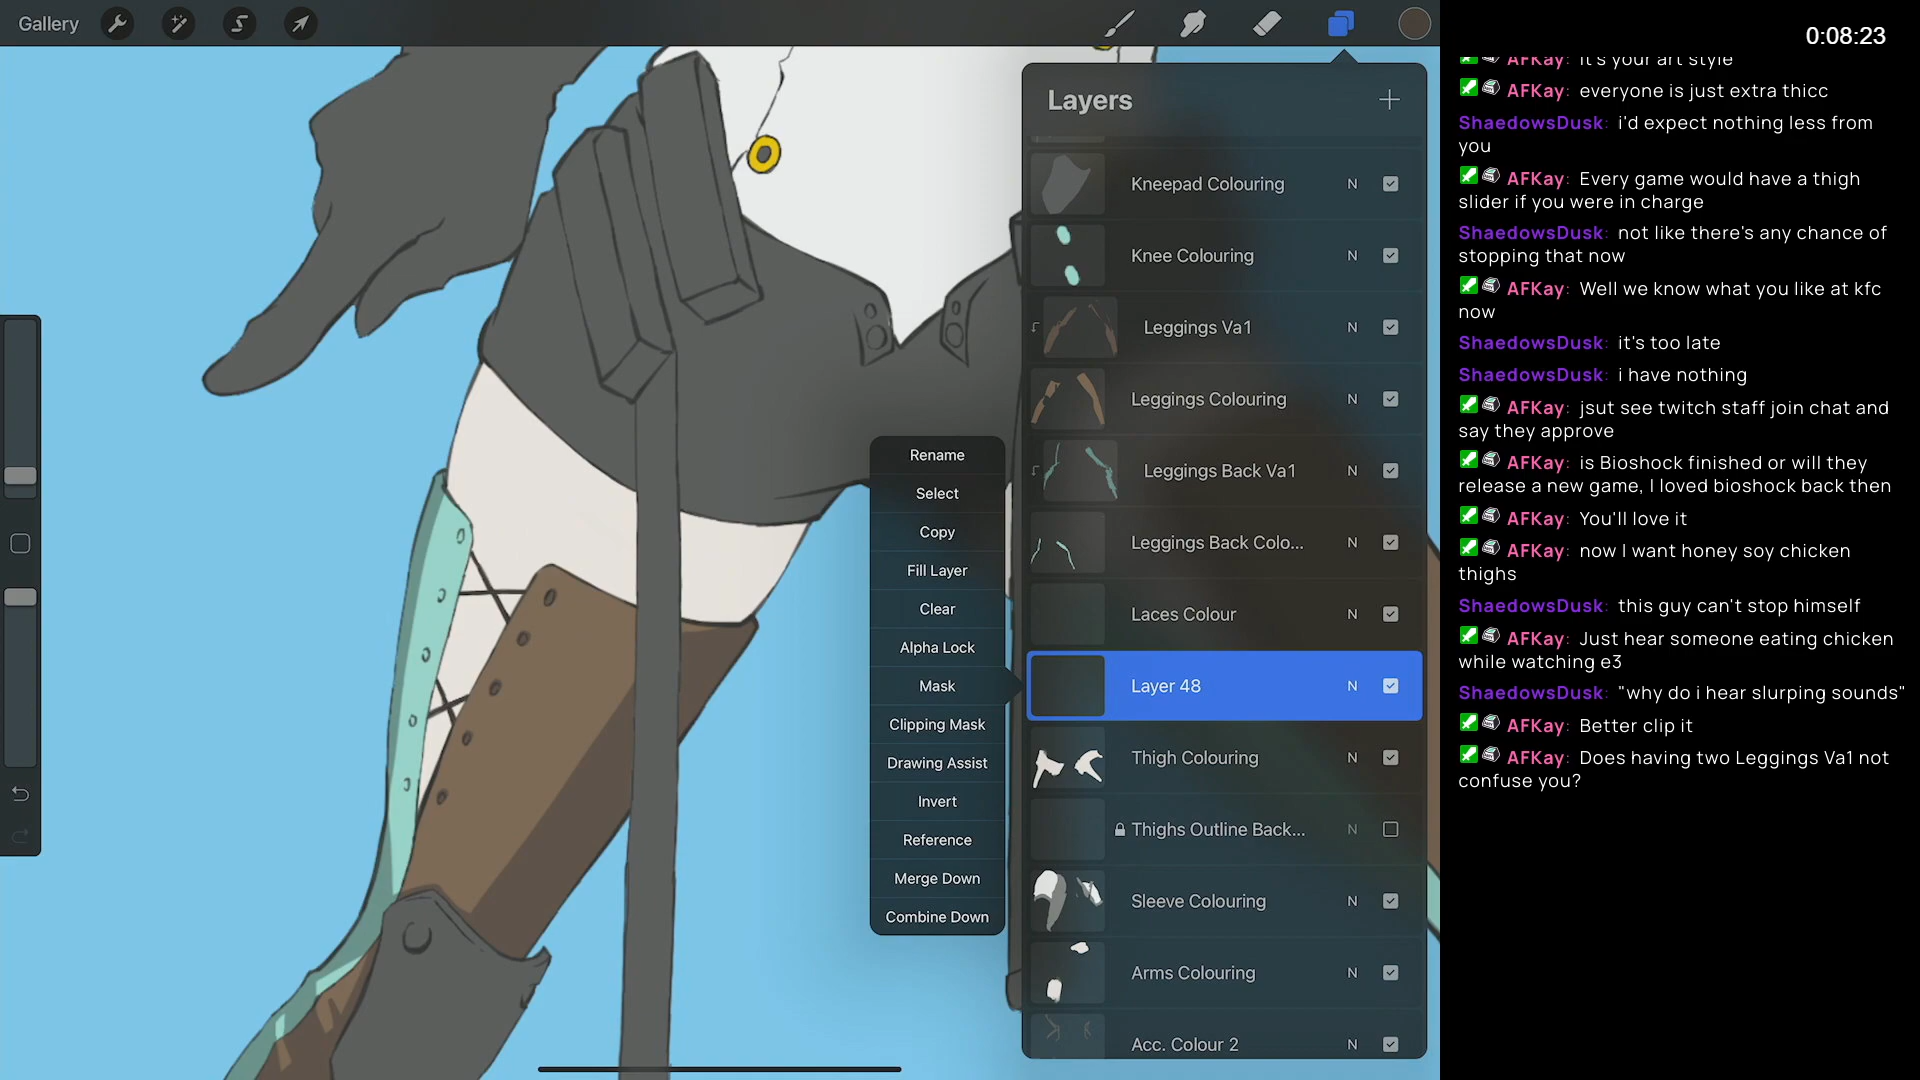 Gallery
0:08:23
Layers
Kneepad Colouring N
Knee Colouring N
Leggings Va1 N
Leggings Colouring N
Leggings Back Va1 N
Leggings Back Colo... N
Laces Colour N
Layer 48 N
Thigh Colouring N
Thighs Outline Back... N
Sleeve Colouring N
Arms Colouring N
Acc. Colour 2 N
Rename
Select
Copy
Fill Layer
Clear
Alpha Lock
Mask
Clipping Mask
Drawing Assist
Invert
Reference
Merge Down
Combine Down
AFKay: it's your art style
AFKay: everyone is just extra thicc
ShaedowsDusk: i'd expect nothing less from
you
AFKay: Every game would have a thigh
slider if you were in charge
ShaedowsDusk: not like there's any chance of
stopping that now
AFKay: Well we know what you like at kfc
now
ShaedowsDusk: it's too late
ShaedowsDusk: i have nothing
AFKay: jsut see twitch staff join chat and
say they approve
AFKay: is Bioshock finished or will they
release a new game, I loved bioshock back then
AFKay: You'll love it
AFKay: now I want honey soy chicken
thighs
ShaedowsDusk: this guy can't stop himself
AFKay: Just hear someone eating chicken
while watching e3
ShaedowsDusk: "why do i hear slurping sounds"
AFKay: Better clip it
AFKay: Does having two Leggings Va1 not
confuse you?